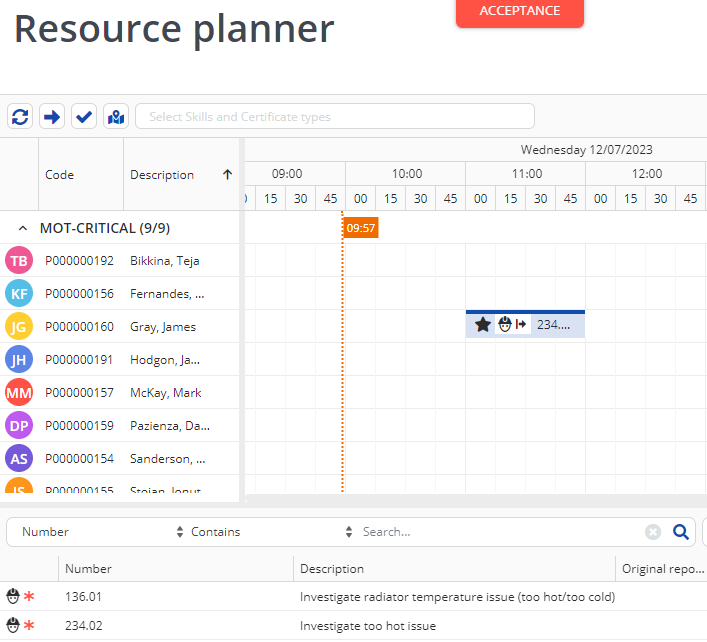 Resource planner
ACCEPTANCE
Select Skills and Certificate types
Wednesday 12/07/2023
Code Description
09:00 10:00 11:00 12:00
15 30 45 00 15 30 45 00 15 30 45 00 15 30 45
MOT-CRITICAL (9/9)
09:57
TB P000000192 Bikkina, Teja
KF P000000156 Fernandes, ...
JG P000000160 Gray, James
234....
JH P000000191 Hodgon, Ja...
MM P000000157 McKay, Mark
DP P000000159 Pazienza, Da...
AS P000000154 Sanderson, ...
JS P000000155 Stoian, Ionut
Number Contains Search...
Number Description Original repo...
136.01 Investigate radiator temperature issue (too hot/too cold)
234.02 Investigate too hot issue